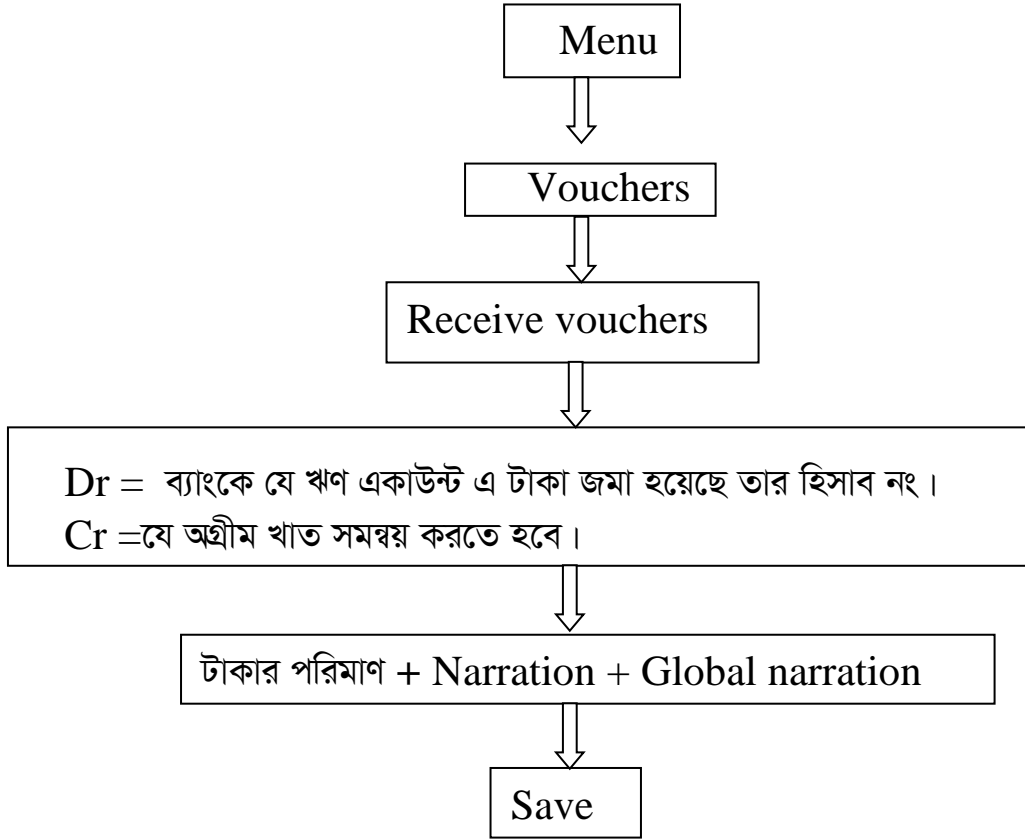 Menu
Vouchers
Receive vouchers
Dr = ব্যাংকে যে ঋণ একাউন্ট এ টাকা জমা হয়েছে তার হিসাব নং।
Cr =যে অগ্রীম খাত সমন্বয় করতে হবে।
টাকার পরিমাণ + Narration + Global narration
Save